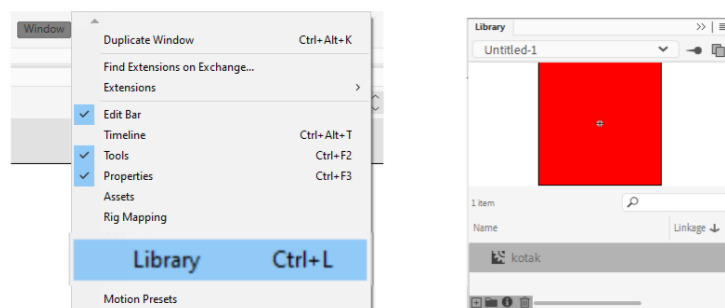 Window
Duplicate Window Ctrl+Alt+K
Find Extensions on Exchange...
Extensions
Edit Bar
Timeline Ctrl+Alt+T
Tools Ctrl+F2
Properties Ctrl+F3
Assets
Rig Mapping
Library Ctrl+L
Motion Presets
Library
Untitled-1
1 item
Name Linkage
kotak